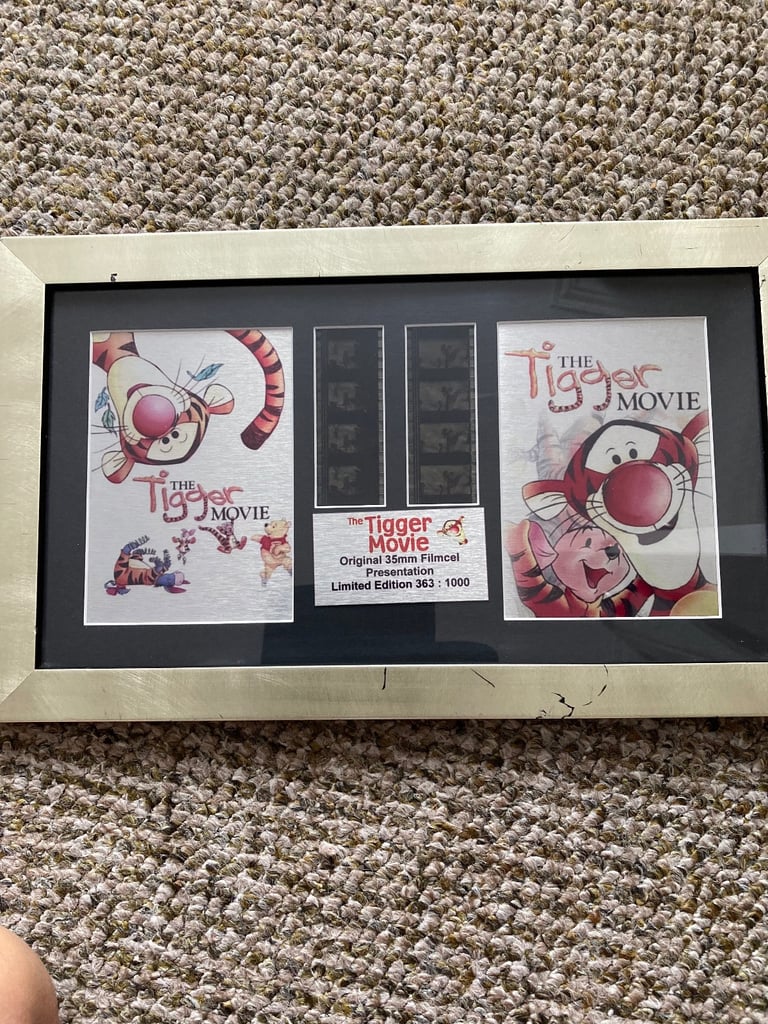 THE
Tigger
MOVIE
The Tigger
Movie
Original 35mm Filmcel
Presentation
Limited Edition 363 : 1000
THE
Tigger
MOVIE